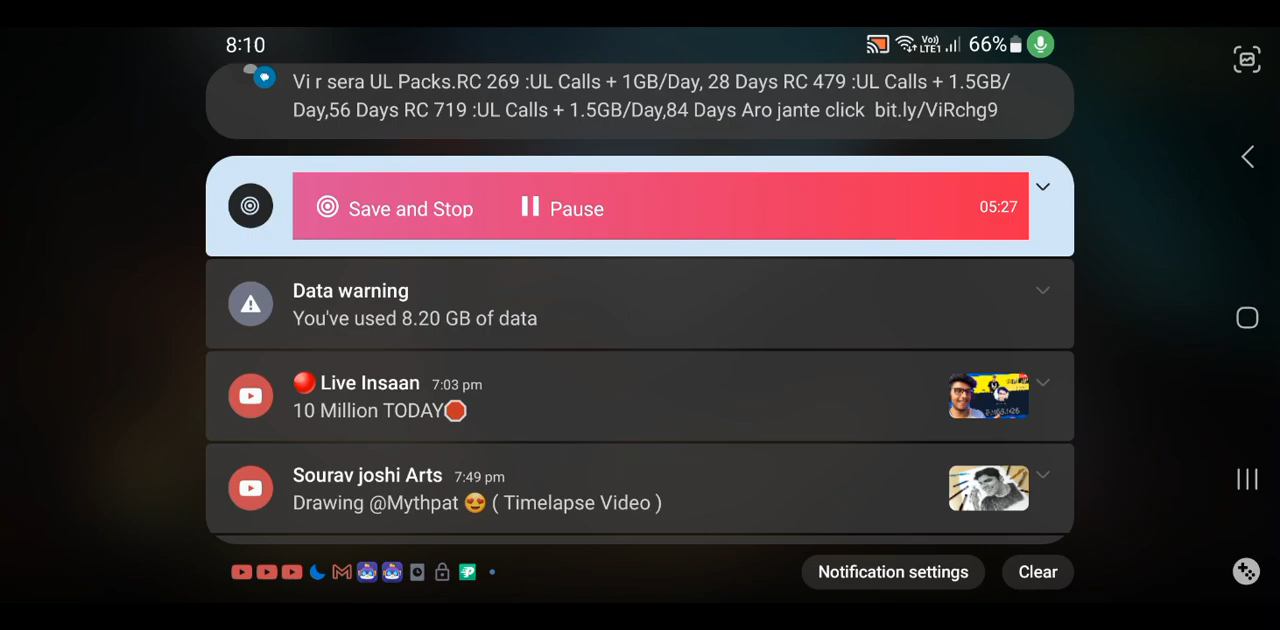 8:10
Vo) LTE1 66%
Vi r sera UL Packs.RC 269 :UL Calls + 1GB/Day, 28 Days RC 479 :UL Calls + 1.5GB/
Day,56 Days RC 719 :UL Calls + 1.5GB/Day,84 Days Aro jante click bit.ly/ViRchg9
Save and Stop Pause 05:27
Data warning
You've used 8.20 GB of data
🔴 Live Insaan 7:03 pm
10 Million TODAY🛑
Sourav joshi Arts 7:49 pm
Drawing @Mythpat 😍 ( Timelapse Video )
Notification settings Clear